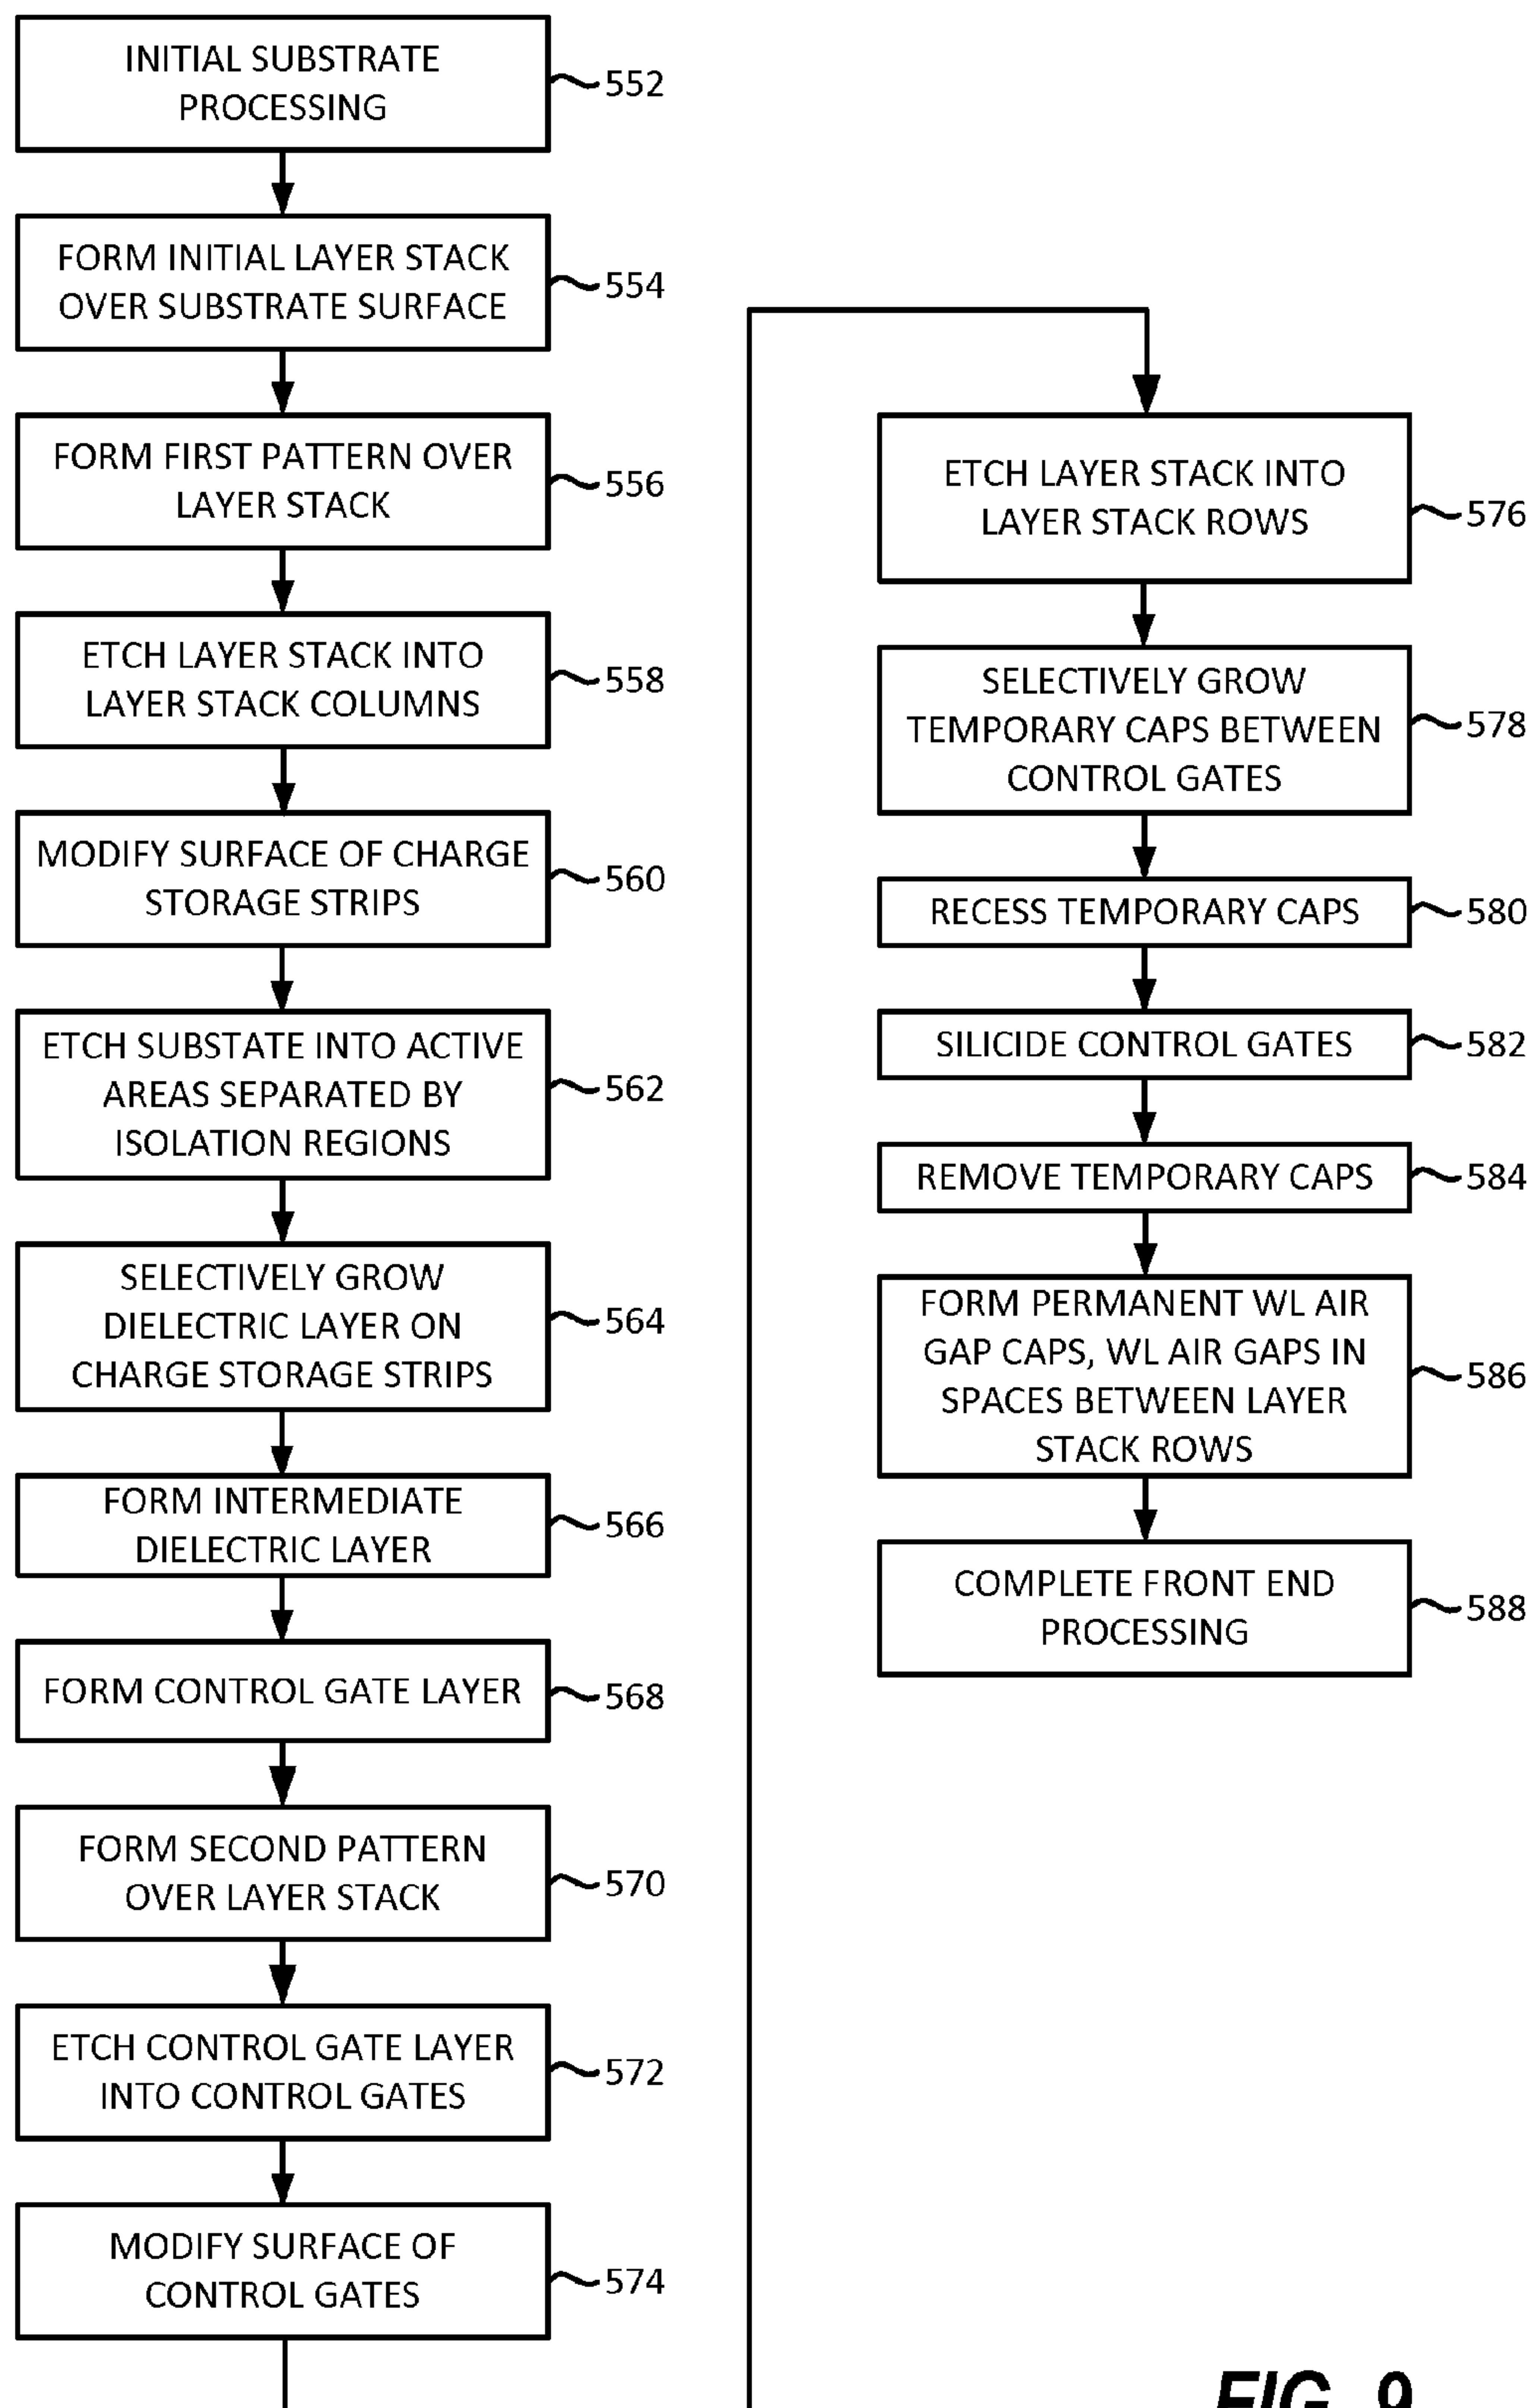 INITIAL SUBSTRATE
PROCESSING
552
FORM INITIAL LAYER STACK
OVER SUBSTRATE SURFACE
554
FORM FIRST PATTERN OVER
LAYER STACK
556
ETCH LAYER STACK INTO
LAYER STACK COLUMNS
558
MODIFY SURFACE OF CHARGE
STORAGE STRIPS
560
ETCH SUBSTATE INTO ACTIVE
AREAS SEPARATED BY
ISOLATION REGIONS
562
SELECTIVELY GROW
DIELECTRIC LAYER ON
CHARGE STORAGE STRIPS
564
FORM INTERMEDIATE
DIELECTRIC LAYER
566
FORM CONTROL GATE LAYER
568
FORM SECOND PATTERN
OVER LAYER STACK
570
ETCH CONTROL GATE LAYER
INTO CONTROL GATES
572
MODIFY SURFACE OF
CONTROL GATES
574
ETCH LAYER STACK INTO
LAYER STACK ROWS
576
SELECTIVELY GROW
TEMPORARY CAPS BETWEEN
CONTROL GATES
578
RECESS TEMPORARY CAPS
580
SILICIDE CONTROL GATES
582
REMOVE TEMPORARY CAPS
584
FORM PERMANENT WL AIR
GAP CAPS, WL AIR GAPS IN
SPACES BETWEEN LAYER
STACK ROWS
586
COMPLETE FRONT END
PROCESSING
588
FIG. 9